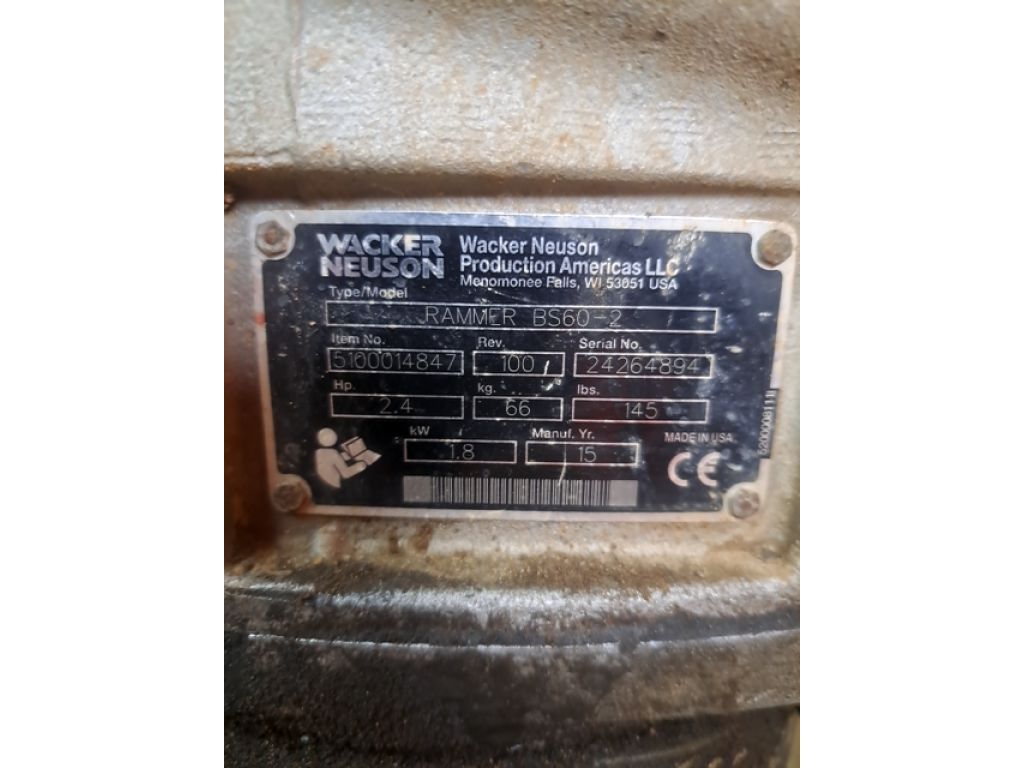 WACKER
NEUSON
Wacker Neuson
Production Americas LLC
Menomonee Falls, WI 53051 USA
Type/Model
RAMMER BS60-2
Item No. Rev. Serial No.
5100014847 100 24264894
Hp. kg. lbs.
2.4 66 145
kW Manuf. Yr. MADE IN USA
1.8 15 CE
5200008111